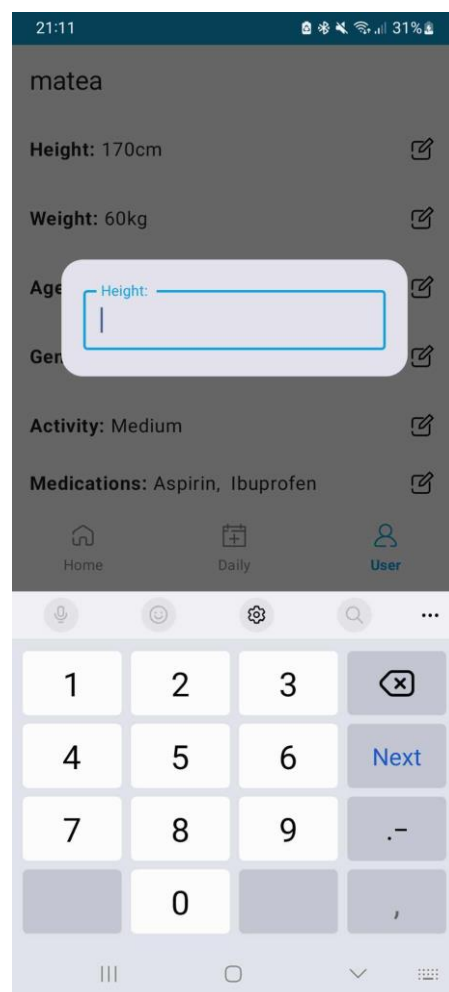 21:11 31%
matea
Height: 170cm
Weight: 60kg
Age
Height:
Gen
Activity: Medium
Medications: Aspirin, Ibuprofen
Home Daily User
1 2 3
4 5 6 Next
7 8 9 .-
0 ,